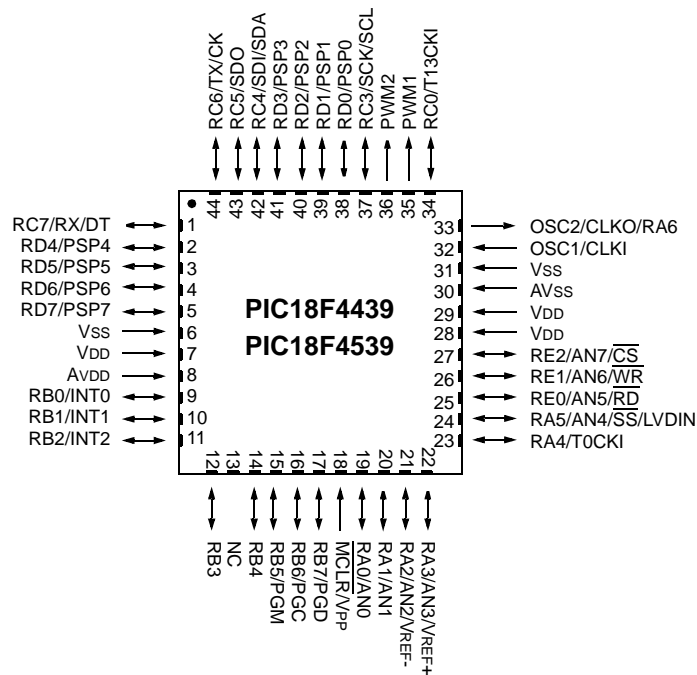 RC6/TX/CK
RC5/SDO
RC4/SDI/SDA
RD3/PSP3
RD2/PSP2
RD1/PSP1
RD0/PSP0
RC3/SCK/SCL
PWM2
PWM1
RC0/T13CKI
44
43
42
41
40
39
38
37
36
35
34
RC7/RX/DT 1
RD4/PSP4 2
RD5/PSP5 3
RD6/PSP6 4
RD7/PSP7 5
VSS 6
VDD 7
AVDD 8
RB0/INT0 9
RB1/INT1 10
RB2/INT2 11
PIC18F4439
PIC18F4539
33 OSC2/CLKO/RA6
32 OSC1/CLKI
31 VSS
30 AVSS
29 VDD
28 VDD
27 RE2/AN7/C̅S̅
26 RE1/AN6/W̅R̅
25 RE0/AN5/R̅D̅
24 RA5/AN4/S̅S̅/LVDIN
23 RA4/T0CKI
12
13
14
15
16
17
18
19
20
21
22
RB3
NC
RB4
RB5/PGM
RB6/PGC
RB7/PGD
M̅C̅L̅R̅/VPP
RA0/AN0
RA1/AN1
RA2/AN2/VREF-
RA3/AN3/VREF+